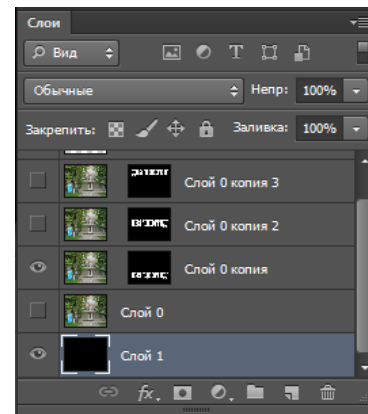 Слои
Вид
T
Обычные
Непр: 100%
Закрепить:
Заливка: 100%
Слой 0 копия 3
Слой 0 копия 2
Слой 0 копия
Слой 0
Слой 1
fx